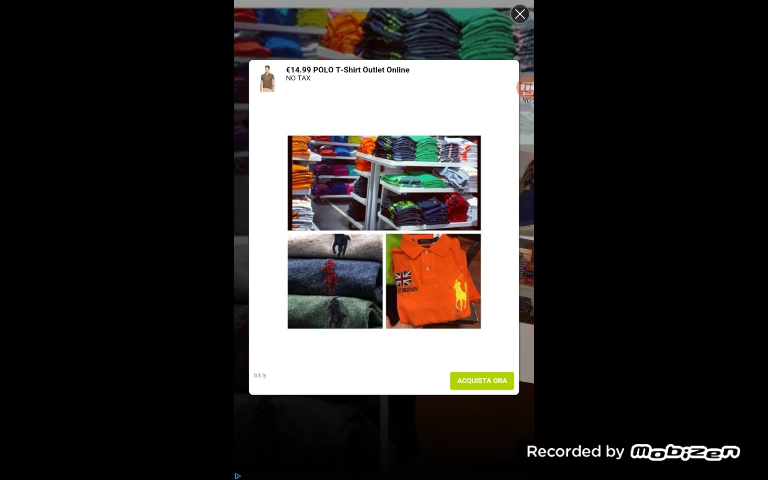 €14.99 POLO T-Shirt Outlet Online
NO TAX
bit.ly
ACQUISTA ORA
Recorded by mobizen